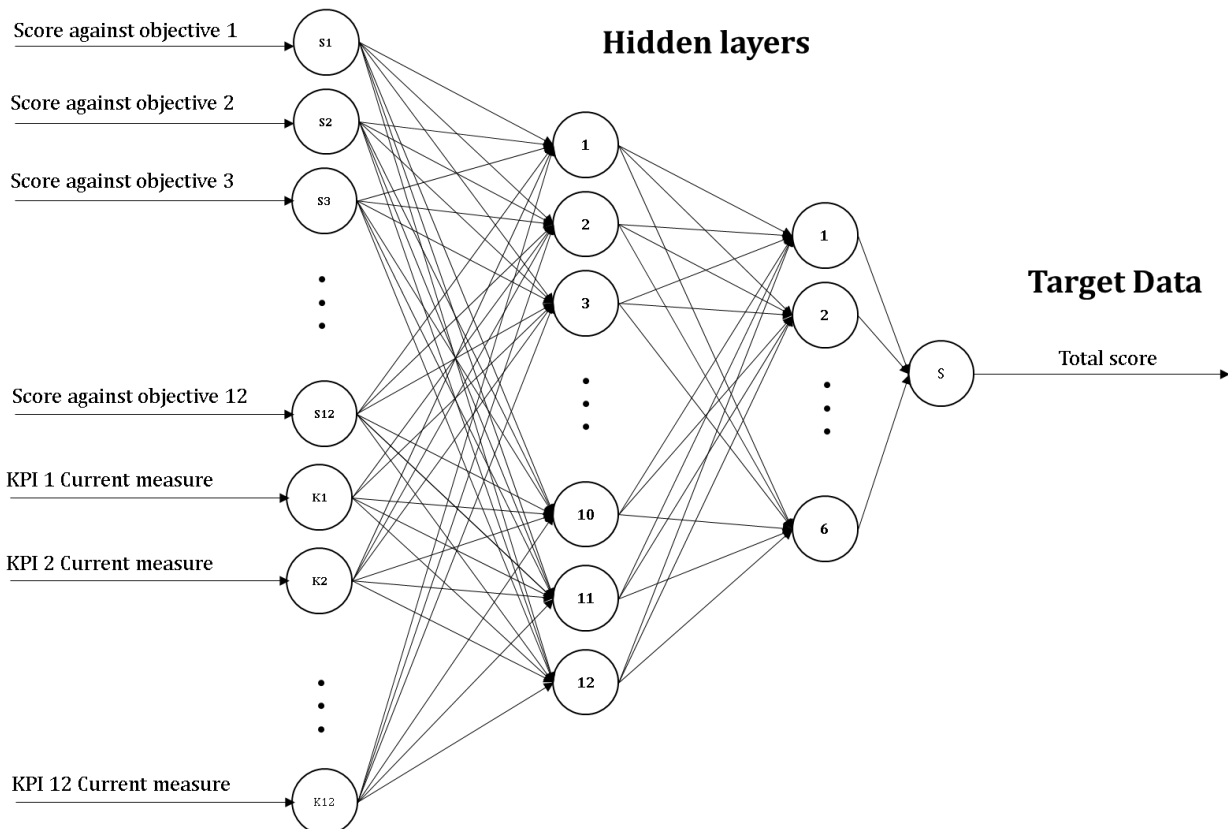 Hidden layers
Target Data
Score against objective 1
S1
Score against objective 2
S2
Score against objective 3
S3
Score against objective 12
S12
KPI 1 Current measure
K1
KPI 2 Current measure
K2
KPI 12 Current measure
K12
1
2
3
10
11
12
1
2
6
S
Total score